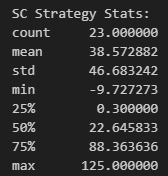 SC Strategy Stats:
count 23.000000
mean 38.572882
std 46.683242
min -9.727273
25% 0.300000
50% 22.645833
75% 88.363636
max 125.000000